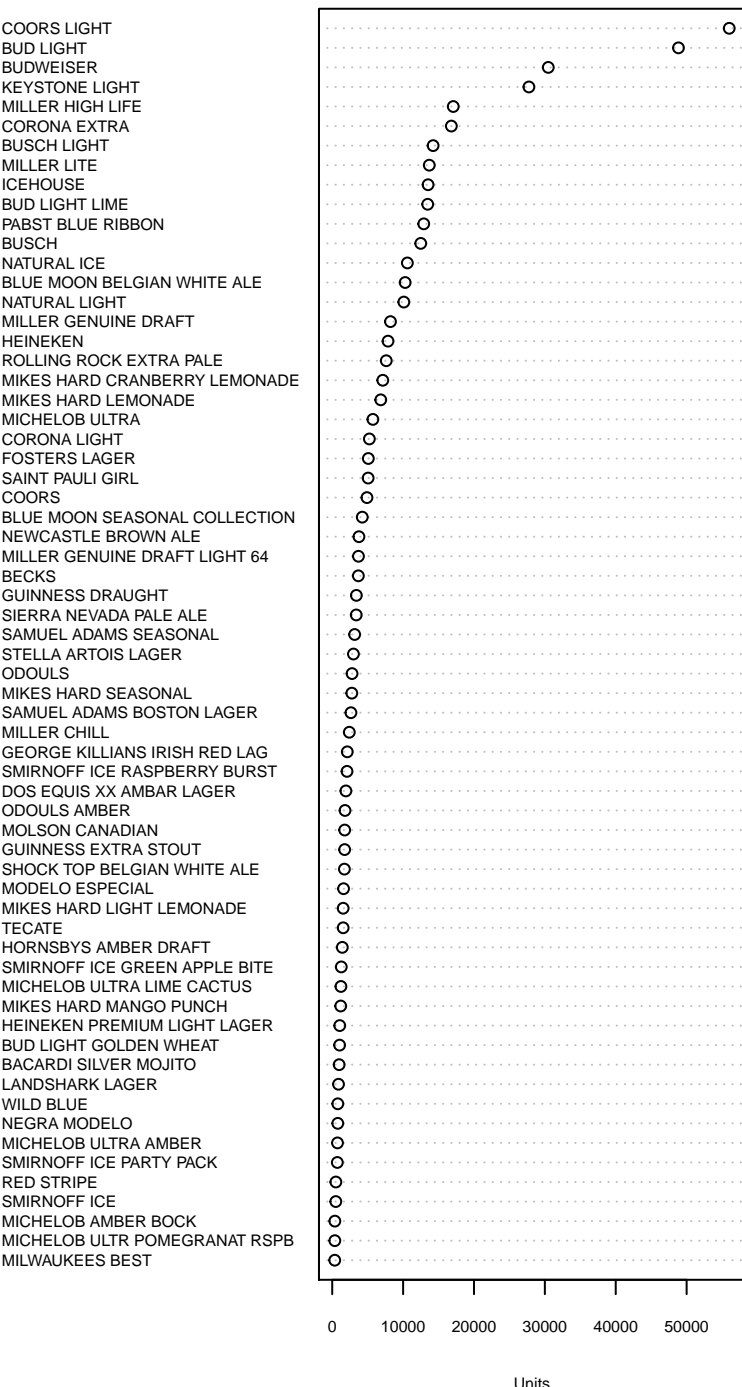 COORS LIGHT
BUD LIGHT
BUDWEISER
KEYSTONE LIGHT
MILLER HIGH LIFE
CORONA EXTRA
BUSCH LIGHT
MILLER LITE
ICEHOUSE
BUD LIGHT LIME
PABST BLUE RIBBON
BUSCH
NATURAL ICE
BLUE MOON BELGIAN WHITE ALE
NATURAL LIGHT
MILLER GENUINE DRAFT
HEINEKEN
ROLLING ROCK EXTRA PALE
MIKES HARD CRANBERRY LEMONADE
MIKES HARD LEMONADE
MICHELOB ULTRA
CORONA LIGHT
FOSTERS LAGER
SAINT PAULI GIRL
COORS
BLUE MOON SEASONAL COLLECTION
NEWCASTLE BROWN ALE
MILLER GENUINE DRAFT LIGHT 64
BECKS
GUINNESS DRAUGHT
SIERRA NEVADA PALE ALE
SAMUEL ADAMS SEASONAL
STELLA ARTOIS LAGER
ODOULS
MIKES HARD SEASONAL
SAMUEL ADAMS BOSTON LAGER
MILLER CHILL
GEORGE KILLIANS IRISH RED LAG
SMIRNOFF ICE RASPBERRY BURST
DOS EQUIS XX AMBAR LAGER
ODOULS AMBER
MOLSON CANADIAN
GUINNESS EXTRA STOUT
SHOCK TOP BELGIAN WHITE ALE
MODELO ESPECIAL
MIKES HARD LIGHT LEMONADE
TECATE
HORNSBYS AMBER DRAFT
SMIRNOFF ICE GREEN APPLE BITE
MICHELOB ULTRA LIME CACTUS
MIKES HARD MANGO PUNCH
HEINEKEN PREMIUM LIGHT LAGER
BUD LIGHT GOLDEN WHEAT
BACARDI SILVER MOJITO
LANDSHARK LAGER
WILD BLUE
NEGRA MODELO
MICHELOB ULTRA AMBER
SMIRNOFF ICE PARTY PACK
RED STRIPE
SMIRNOFF ICE
MICHELOB AMBER BOCK
MICHELOB ULTR POMEGRANAT RSPB
MILWAUKEES BEST
0 10000 20000 30000 40000 50000
Units